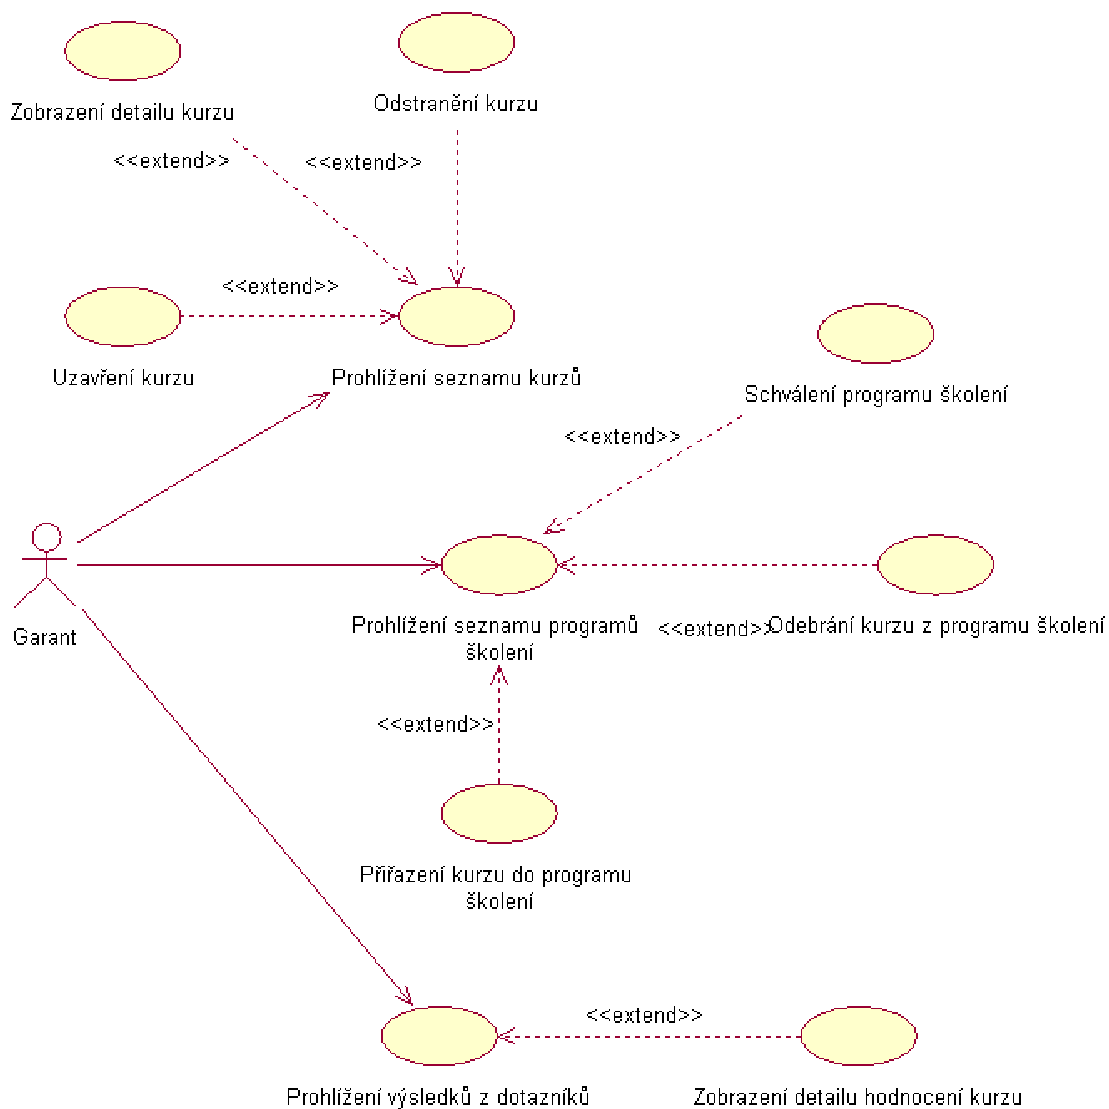 Zobrazení detailu kurzu
Odstranění kurzu
<<extend>>
<<extend>>
<<extend>>
Uzavření kurzu
Prohlížení seznamu kurzů
Schválení programu školení
<<extend>>
Garant
Prohlížení seznamu programů
školení
<<extend>>
Odebrání kurzu z programu školení
<<extend>>
Přiřazení kurzu do programu
školení
<<extend>>
Prohlížení výsledků z dotazníků
Zobrazení detailu hodnocení kurzu